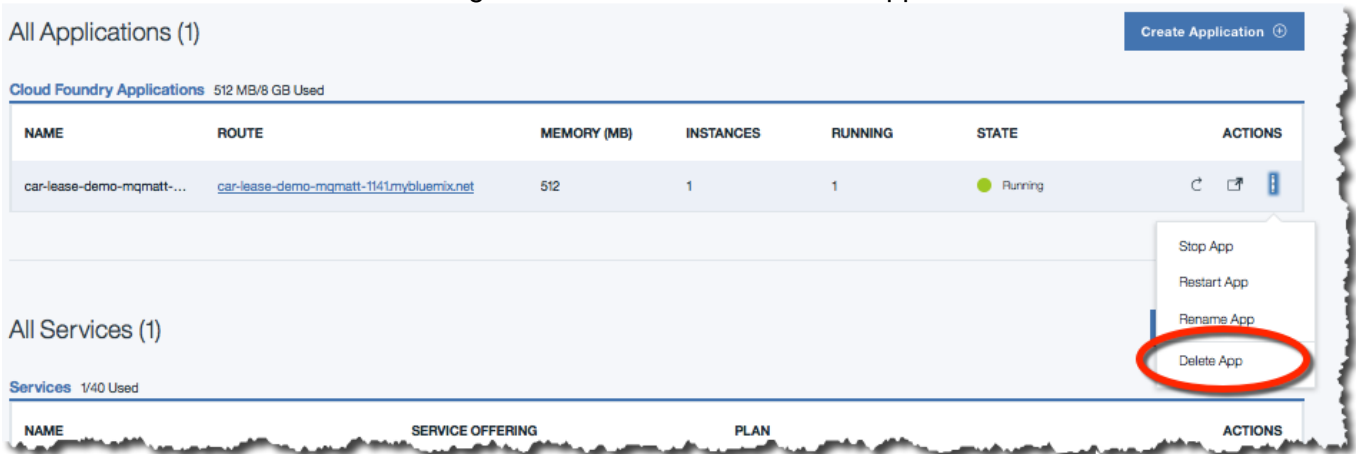 All Applications (1)
Create Application
Cloud Foundry Applications 512 MB/8 GB Used
NAME ROUTE MEMORY (MB) INSTANCES RUNNING STATE ACTIONS
car-lease-demo-mqmatt-... car-lease-demo-mqmatt-1141.mybluemix.net 512 1 1 Running
Stop App
Restart App
Rename App
All Services (1)
Delete App
Services 1/40 Used
NAME SERVICE OFFERING PLAN ACTIONS